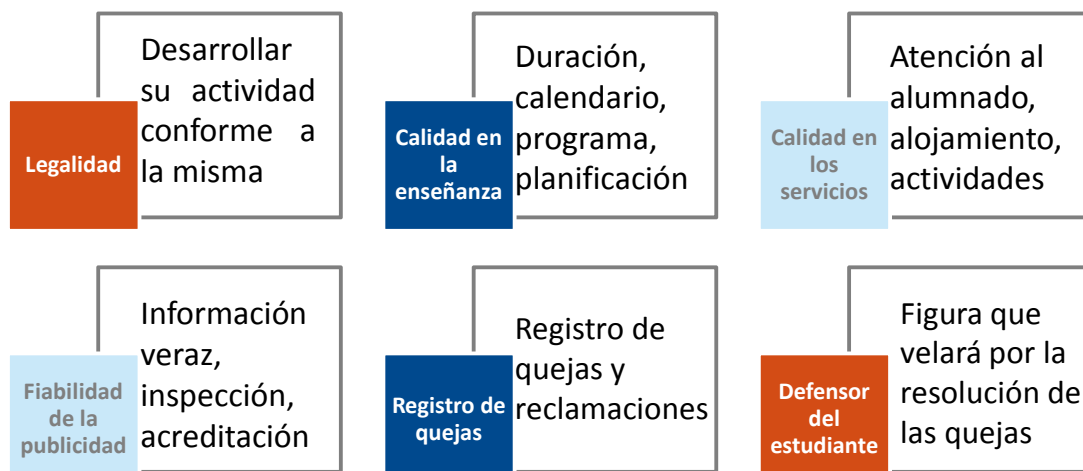 Desarrollar
su actividad
conforme a
la misma
Legalidad
Duración,
calendario,
programa,
planificación
Calidad en
la
enseñanza
Atención al
alumnado,
alojamiento,
actividades
Calidad en
los
servicios
Información
veraz,
inspección,
acreditación
Fiabilidad
de la
publicidad
Registro de
quejas y
reclamaciones
Registro de
quejas
Figura que
velará por la
resolución de
las quejas
Defensor
del
estudiante